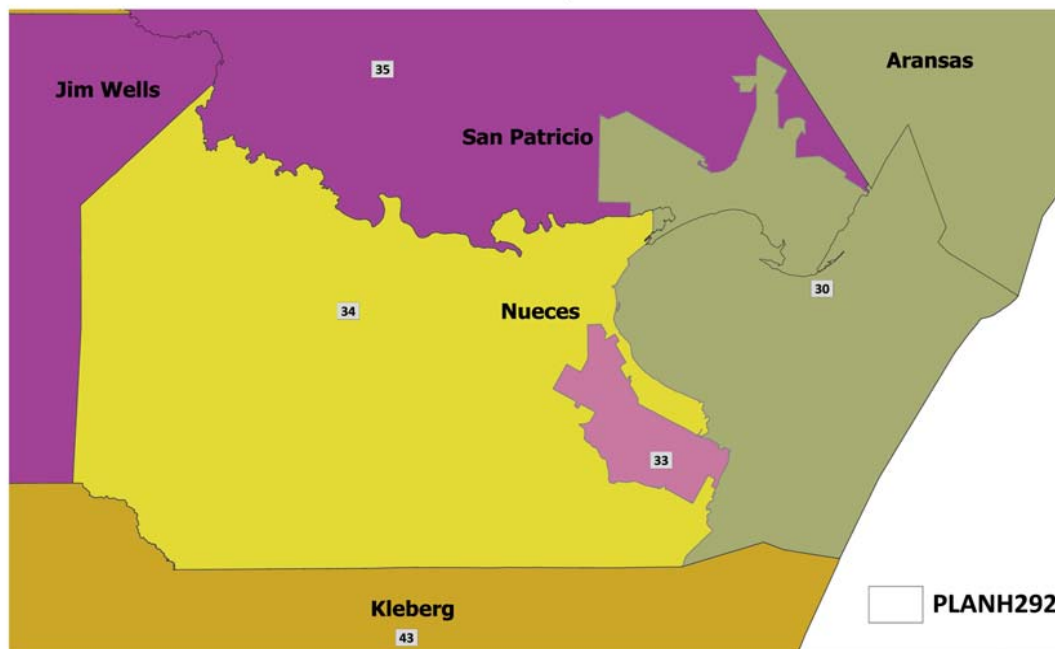 35
Aransas
Jim Wells
San Patricio
30
34
Nueces
33
Kleberg
PLANH292
43